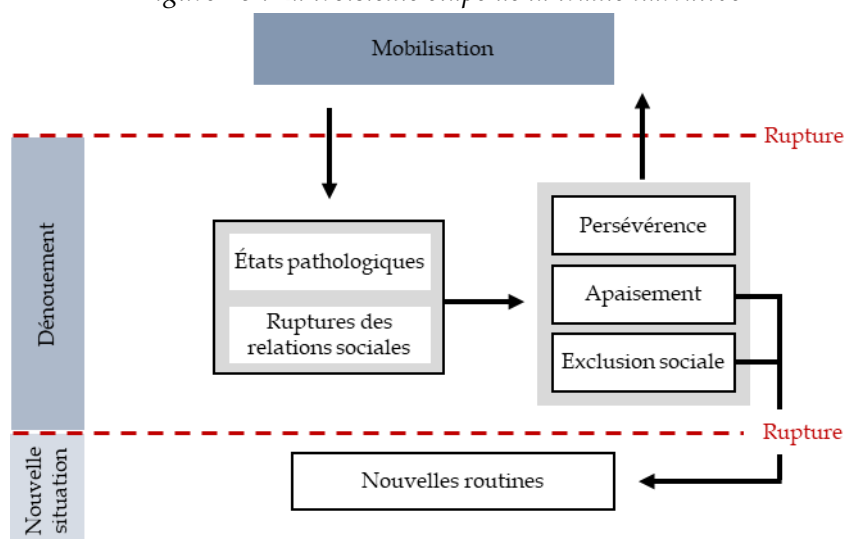 Mobilisation
Rupture
Dénouement
Persévérence
États pathologiques
Apaisement
Ruptures des
relations sociales
Exclusion sociale
Rupture
Nouvelle
situation
Nouvelles routines